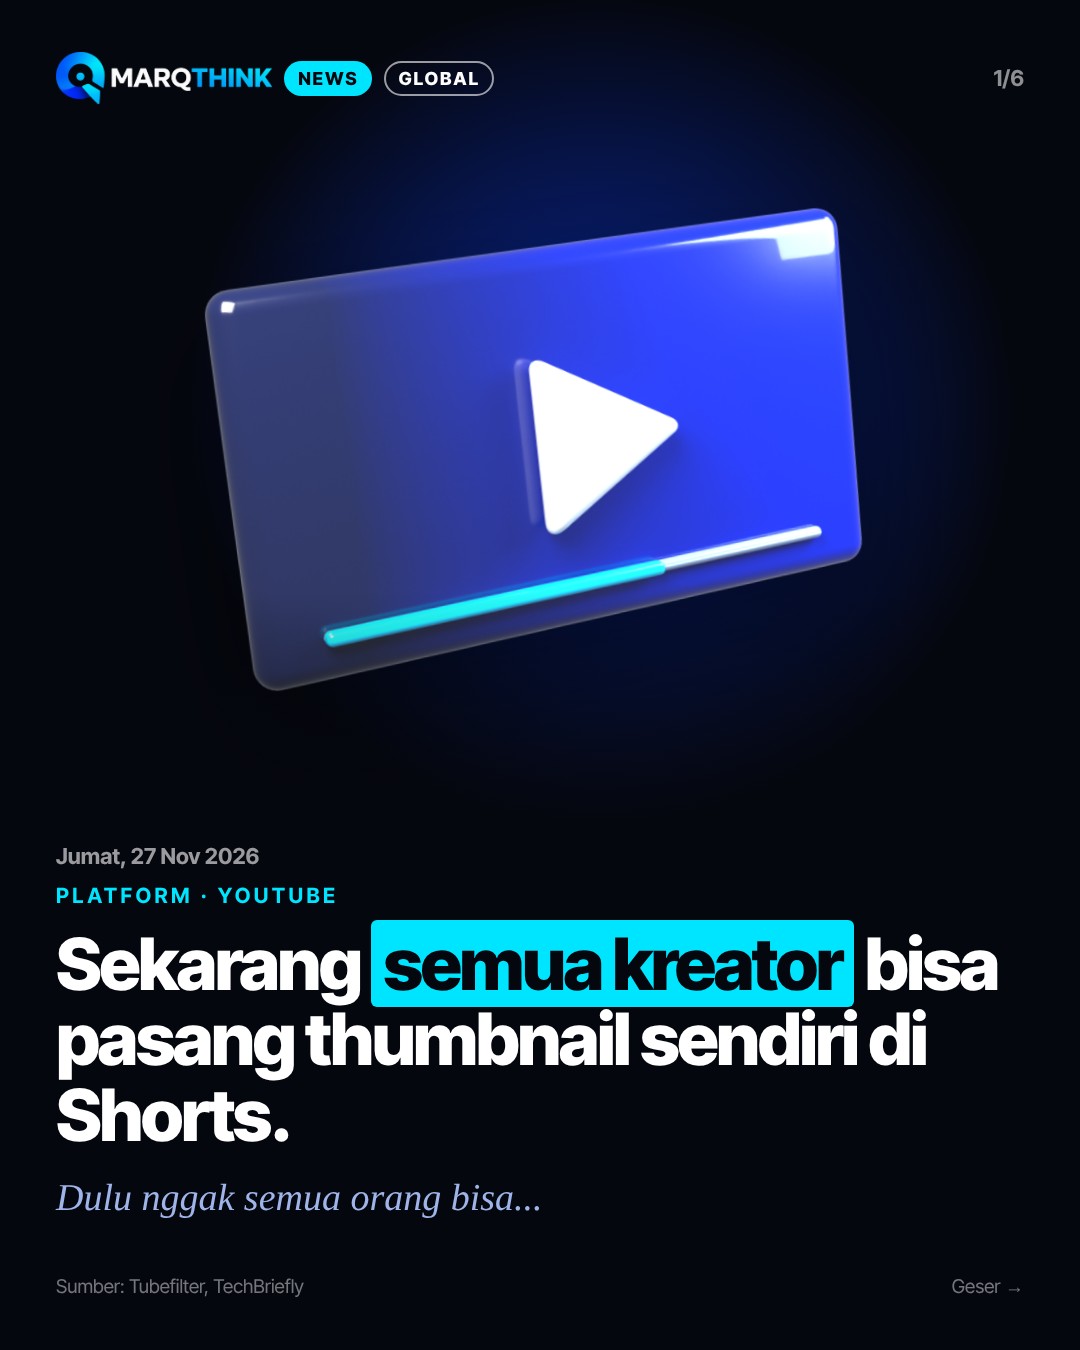 MARQTHINK NEWS GLOBAL 1/6
Jumat, 27 Nov 2026
PLATFORM · YOUTUBE
Sekarang semua kreator bisa
pasang thumbnail sendiri di
Shorts.
Dulu nggak semua orang bisa...
Sumber: Tubefilter, TechBriefly Geser →